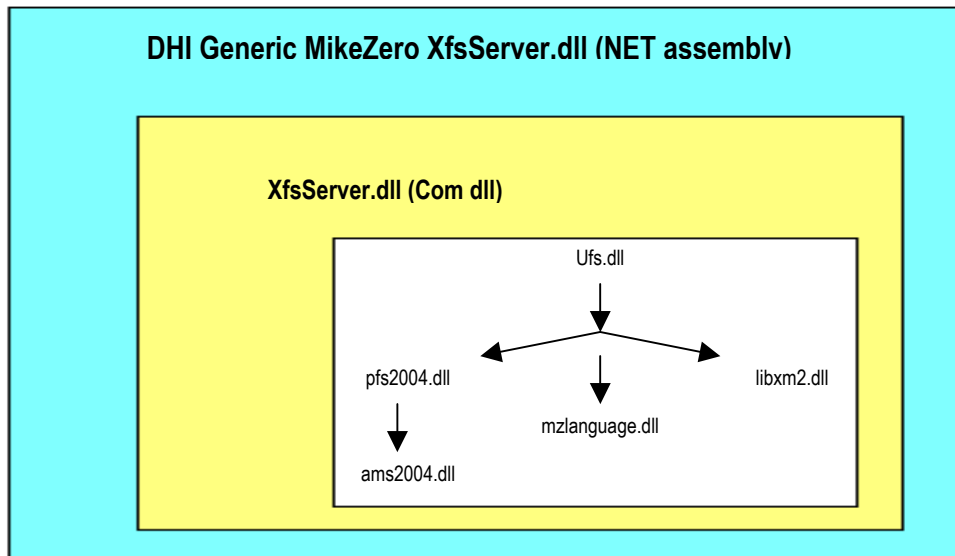 DHI Generic MikeZero XfsServer.dll (NET assembly)
XfsServer.dll (Com dll)
Ufs.dll
pfs2004.dll
libxm2.dll
mzlanguage.dll
ams2004.dll